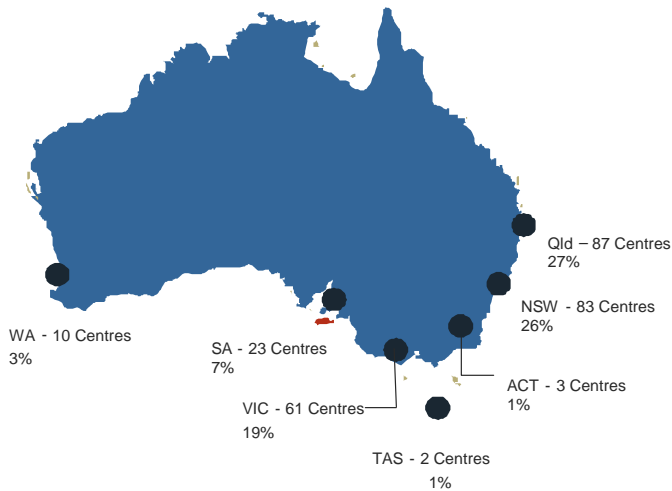 Qld – 87 Centres
27%
NSW - 83 Centres
26%
WA - 10 Centres
3%
SA - 23 Centres
7%
ACT - 3 Centres
1%
VIC - 61 Centres
19%
TAS - 2 Centres
1%